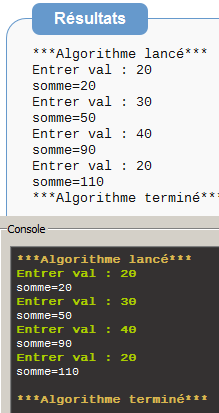 Résultats
***Algorithme lancé***
Entrer val : 20
somme=20
Entrer val : 30
somme=50
Entrer val : 40
somme=90
Entrer val : 20
somme=110
***Algorithme terminé***
Console
***Algorithme lancé***
Entrer val : 20
somme=20
Entrer val : 30
somme=50
Entrer val : 40
somme=90
Entrer val : 20
somme=110
***Algorithme terminé***